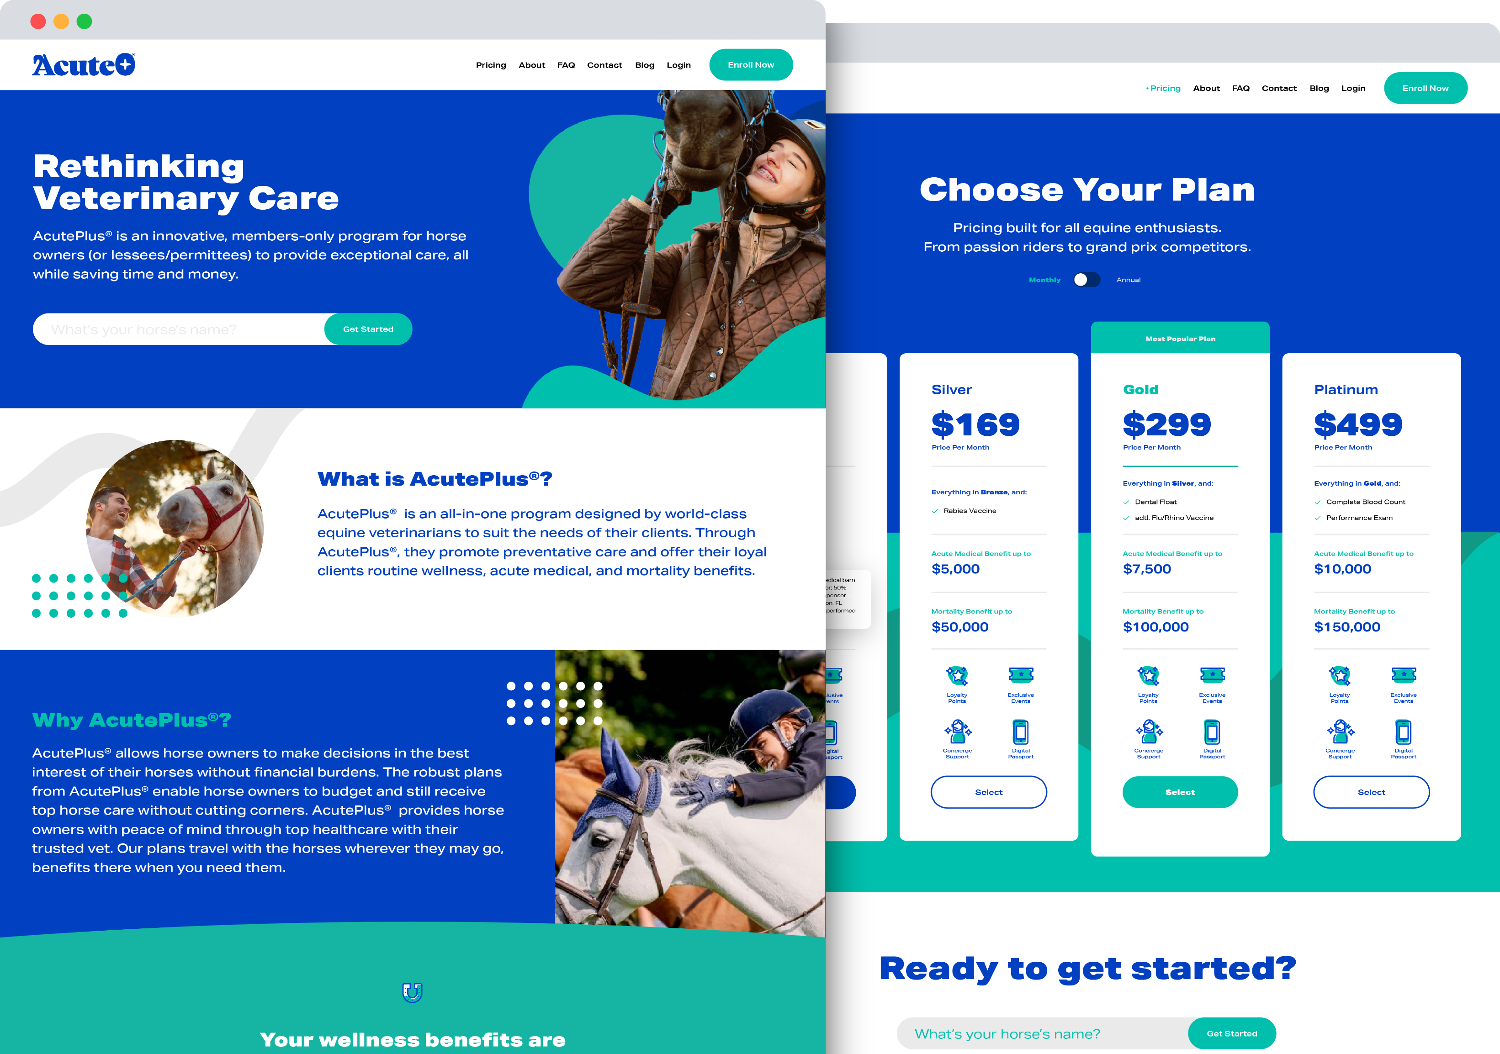 Acute+
Pricing About FAQ Contact Blog Login Enroll Now
Rethinking
Veterinary Care
AcutePlus® is an innovative, members-only program for horse
owners (or lessees/permittees) to provide exceptional care, all
while saving time and money.
What's your horse's name? Get Started
What is AcutePlus®?
AcutePlus® is an all-in-one program designed by world-class
equine veterinarians to suit the needs of their clients. Through
AcutePlus®, they promote preventative care and offer their loyal
clients routine wellness, acute medical, and mortality benefits.
Why AcutePlus®?
AcutePlus® allows horse owners to make decisions in the best
interest of their horses without financial burdens. The robust plans
from AcutePlus® enable horse owners to budget and still receive
top horse care without cutting corners. AcutePlus® provides horse
owners with peace of mind through top healthcare with their
trusted vet. Our plans travel with the horses wherever they may go,
benefits there when you need them.
Your wellness benefits are
+Pricing About FAQ Contact Blog Login Enroll Now
Choose Your Plan
Pricing built for all equine enthusiasts.
From passion riders to grand prix competitors.
Monthly Annual
50%
FL
performed
Silver
$169
Price Per Month
Everything in Bronze, and:
Rabies Vaccine
Acute Medical Benefit up to
$5,000
Mortality Benefit up to
$50,000
Loyalty
Points
Exclusive
Events
Concierge
Support
Digital
Passport
Select
Most Popular Plan
Gold
$299
Price Per Month
Everything in Silver, and:
Dental Float
add. Flu/Rhino Vaccine
Acute Medical Benefit up to
$7,500
Mortality Benefit up to
$100,000
Loyalty
Points
Exclusive
Events
Concierge
Support
Digital
Passport
Select
Platinum
$499
Price Per Month
Everything in Gold, and:
Complete Blood Count
Performance Exam
Acute Medical Benefit up to
$10,000
Mortality Benefit up to
$150,000
Loyalty
Points
Exclusive
Events
Concierge
Support
Digital
Passport
Select
Ready to get started?
What's your horse's name? Get Started